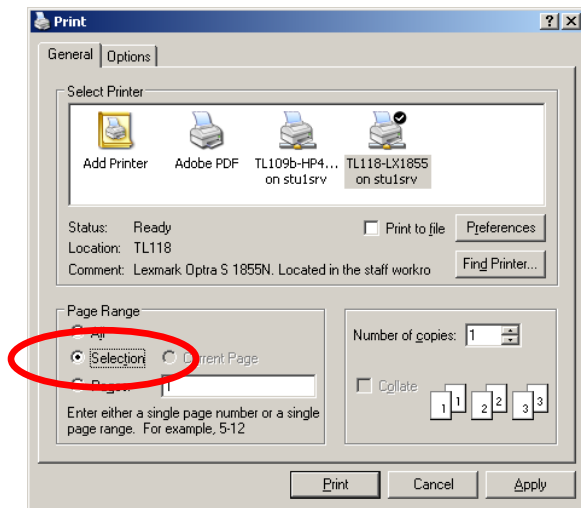 Print
General Options
Select Printer
Add Printer Adobe PDF TL109b-HP4... on stu1srv TL118-LX1855 on stu1srv
Status: Ready
Print to file Preferences
Location: TL118
Comment: Lexmark Optra S 1855N. Located in the staff workro
Find Printer...
Page Range
All
Number of copies: 1
Selection Current Page
Pages: 1
Collate
1 1 2 2 3 3
Enter either a single page number or a single
page range. For example, 5-12
Print Cancel Apply